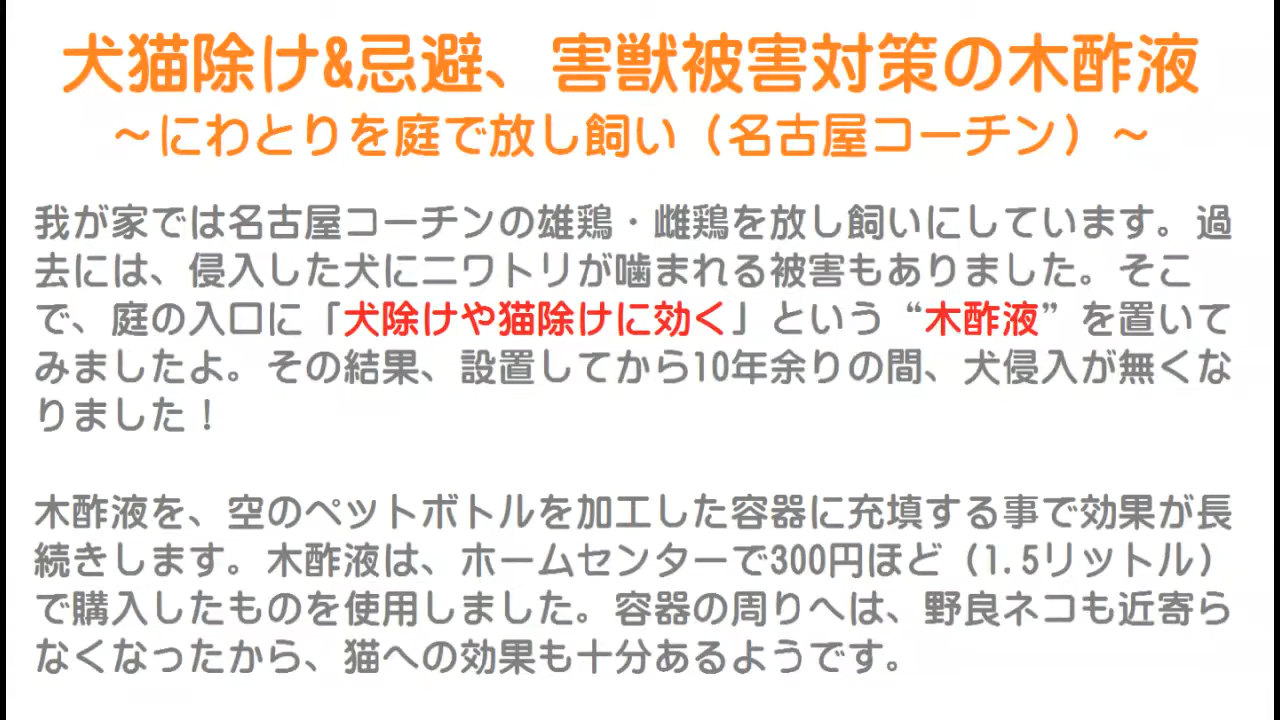 犬猫除け&忌避、害獣被害対策の木酢液
～にわとりを庭で放し飼い（名古屋コーチン）～
我が家では名古屋コーチンの雄鶏・雌鶏を放し飼いにしています。過
去には、侵入した犬にニワトリが噛まれる被害もありました。そこ
で、庭の入口に「犬除けや猫除けに効く」という“木酢液”を置いて
みましたよ。その結果、設置してから10年余りの間、犬侵入が無くな
りました！
木酢液を、空のペットボトルを加工した容器に充填する事で効果が長
続きします。木酢液は、ホームセンターで300円ほど（1.5リットル）
で購入したものを使用しました。容器の周りへは、野良ネコも近寄ら
なくなったから、猫への効果も十分あるようです。